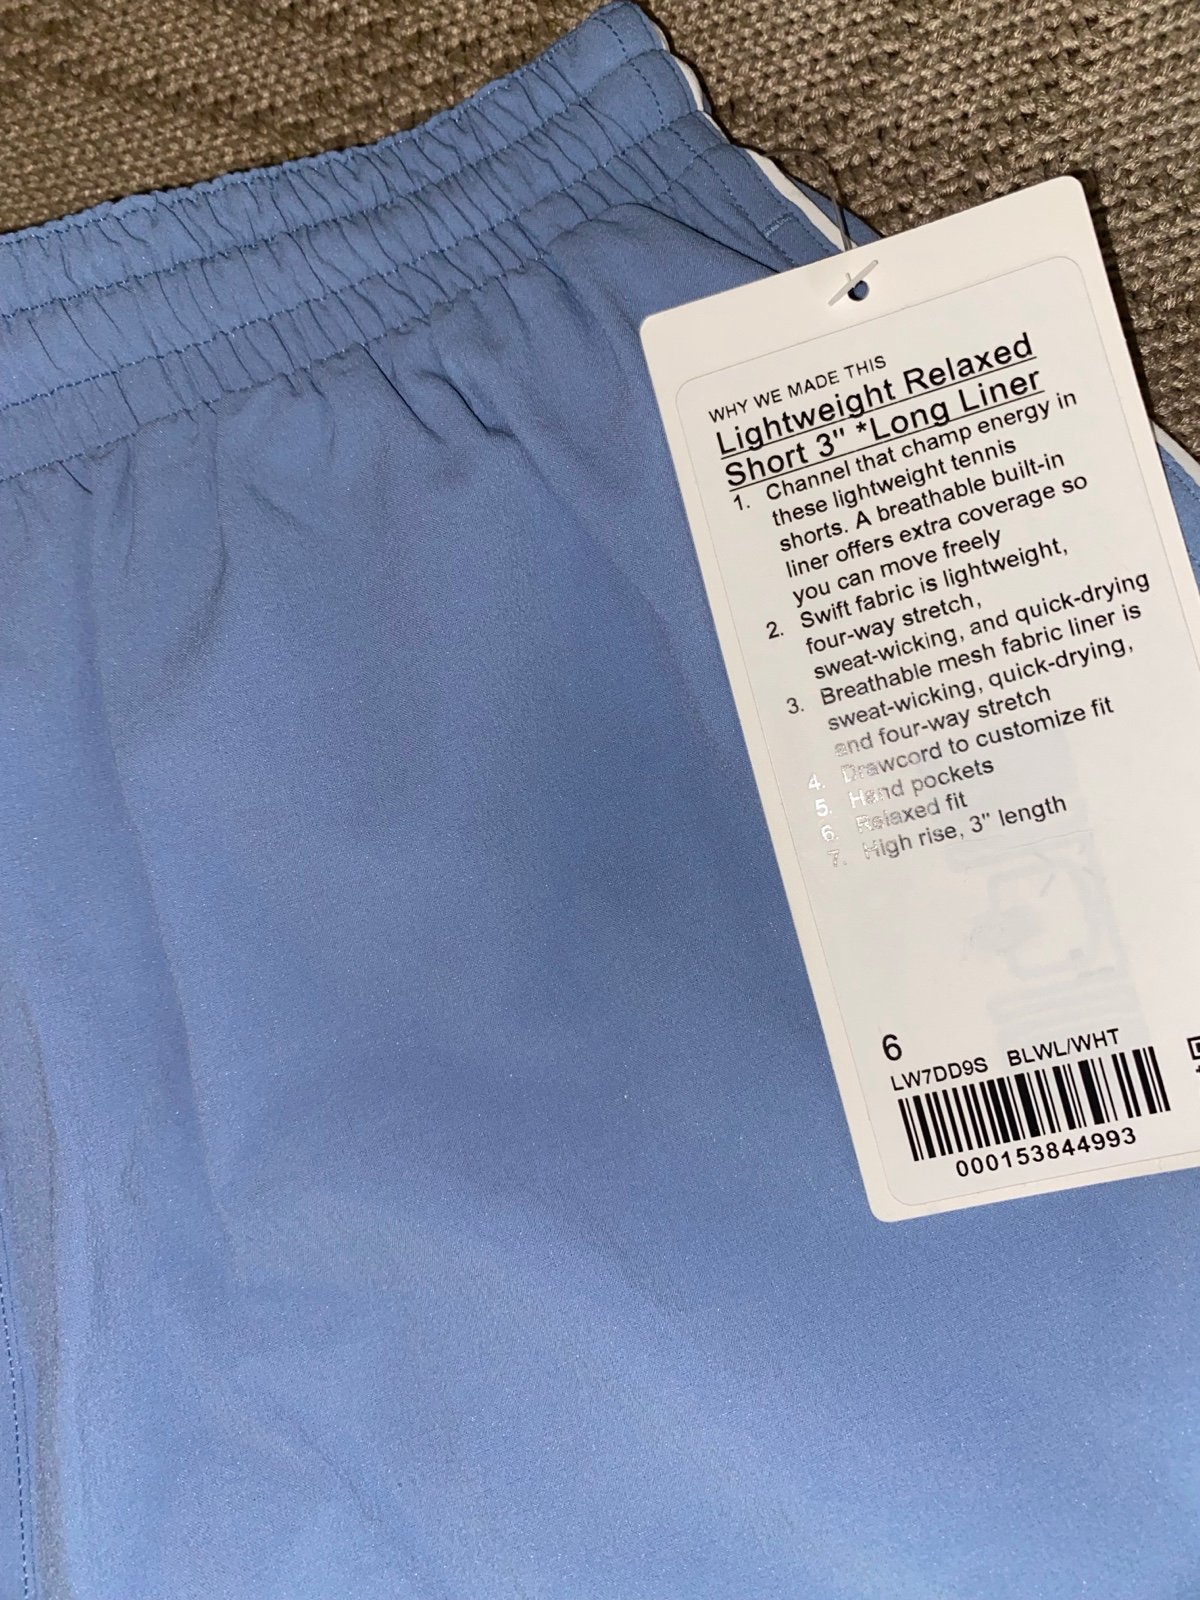 WHY WE MADE THIS
Lightweight Relaxed
Short 3" *Long Liner
1. Channel that champ energy in
these lightweight tennis
shorts. A breathable built-in
liner offers extra coverage so
you can move freely
2. Swift fabric is lightweight,
four-way stretch,
sweat-wicking, and quick-drying
3. Breathable mesh fabric liner is
sweat-wicking, quick-drying,
and four-way stretch
4. Drawcord to customize fit
5. Hand pockets
6. Relaxed fit
7. High rise, 3" length
6
LW7DD9S BLWL/WHT
000153844993